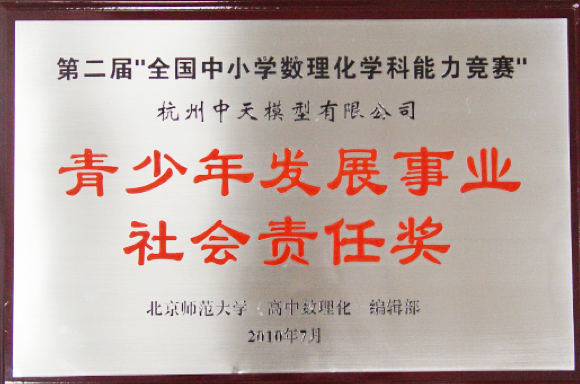 第二届"全国中小学数理化学科能力竞赛"
杭州中天模型有限公司
青少年发展事业
社会责任奖
北京师范大学《高中数理化》编辑部
2010年7月